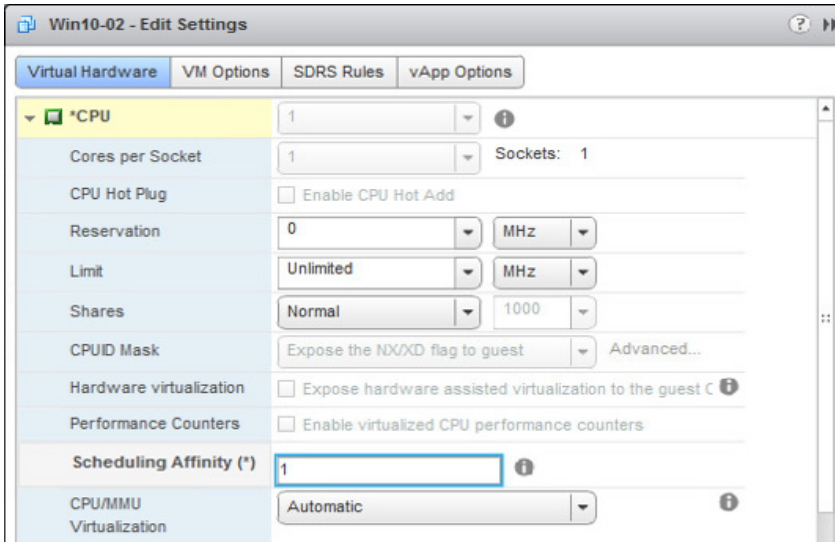 Win10-02 - Edit Settings ?
Virtual Hardware VM Options SDRS Rules vApp Options
*CPU 1
Cores per Socket 1 Sockets: 1
CPU Hot Plug Enable CPU Hot Add
Reservation 0 MHz
Limit Unlimited MHz
Shares Normal 1000
CPUID Mask Expose the NX/XD flag to guest Advanced...
Hardware virtualization Expose hardware assisted virtualization to the guest
Performance Counters Enable virtualized CPU performance counters
Scheduling Affinity (*) 1
CPU/MMU Automatic
Virtualization